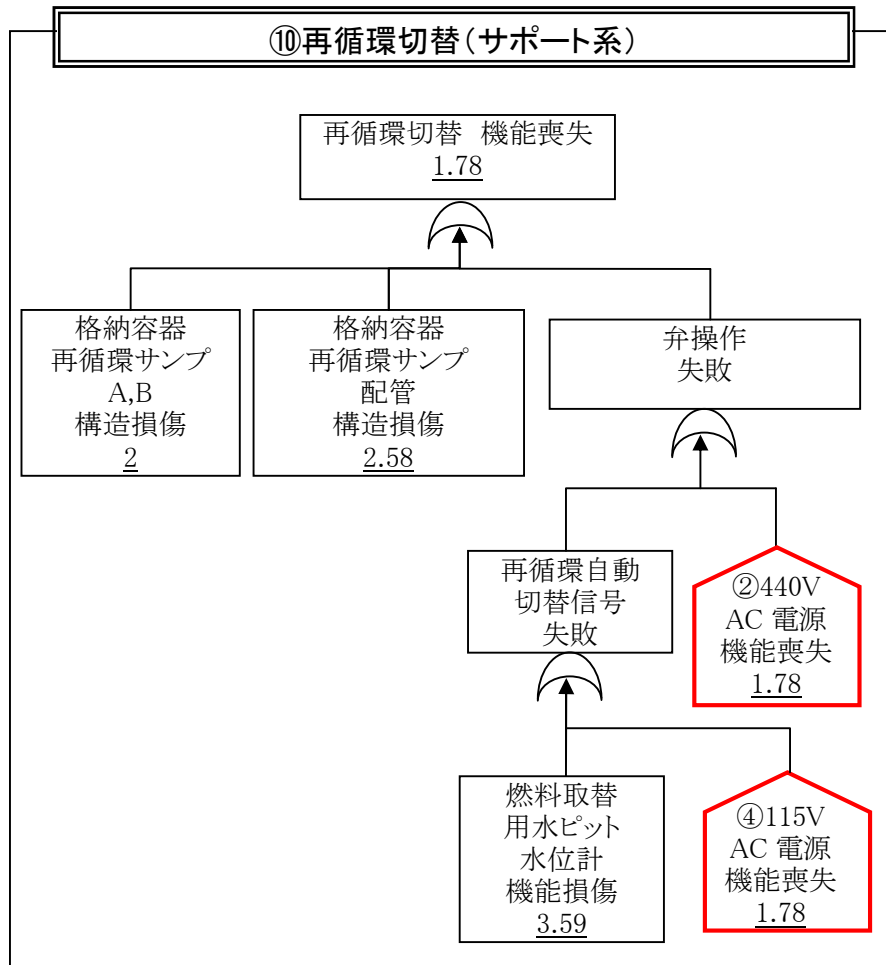 ⑩再循環切替(サポート系)
再循環切替 機能喪失
1.78
格納容器
再循環サンプ
A,B
構造損傷
2
格納容器
再循環サンプ
配管
構造損傷
2.58
弁操作
失敗
再循環自動
切替信号
失敗
②440V
AC 電源
機能喪失
1.78
燃料取替
用水ピット
水位計
機能損傷
3.59
④115V
AC 電源
機能喪失
1.78